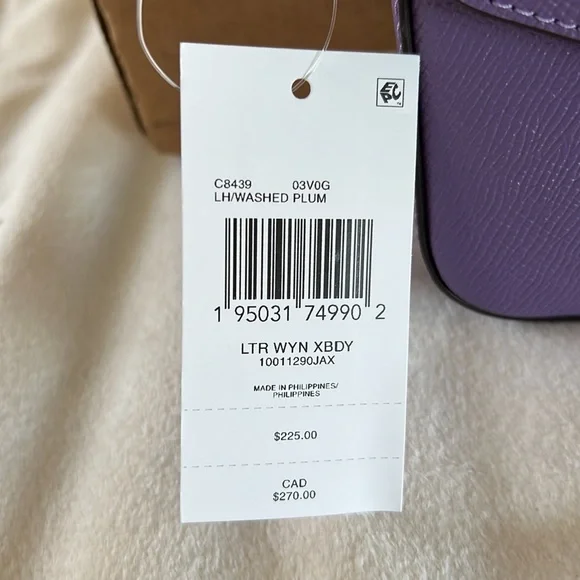 EPC
C8439 03V0G
LH/WASHED PLUM
1 95031 74990 2
LTR WYN XBDY
10011290JAX
MADE IN PHILIPPINES/
PHILIPPINES
$225.00
CAD
$270.00